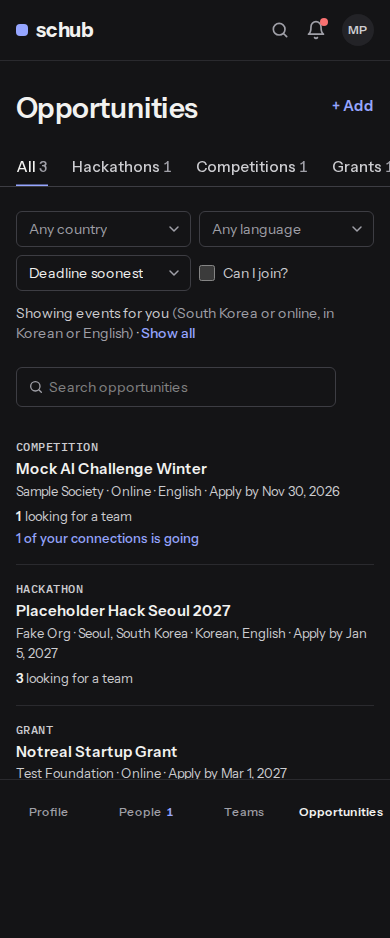 schub
MP
Opportunities
+ Add
All 3
Hackathons 1
Competitions 1
Grants 1
Any country
Any language
Deadline soonest
Can I join?
Showing events for you (South Korea or online, in
Korean or English) · Show all
Search opportunities
COMPETITION
Mock AI Challenge Winter
Sample Society · Online · English · Apply by Nov 30, 2026
1 looking for a team
1 of your connections is going
HACKATHON
Placeholder Hack Seoul 2027
Fake Org · Seoul, South Korea · Korean, English · Apply by Jan
5, 2027
3 looking for a team
GRANT
Notreal Startup Grant
Test Foundation · Online · Apply by Mar 1, 2027
Profile
People 1
Teams
Opportunities